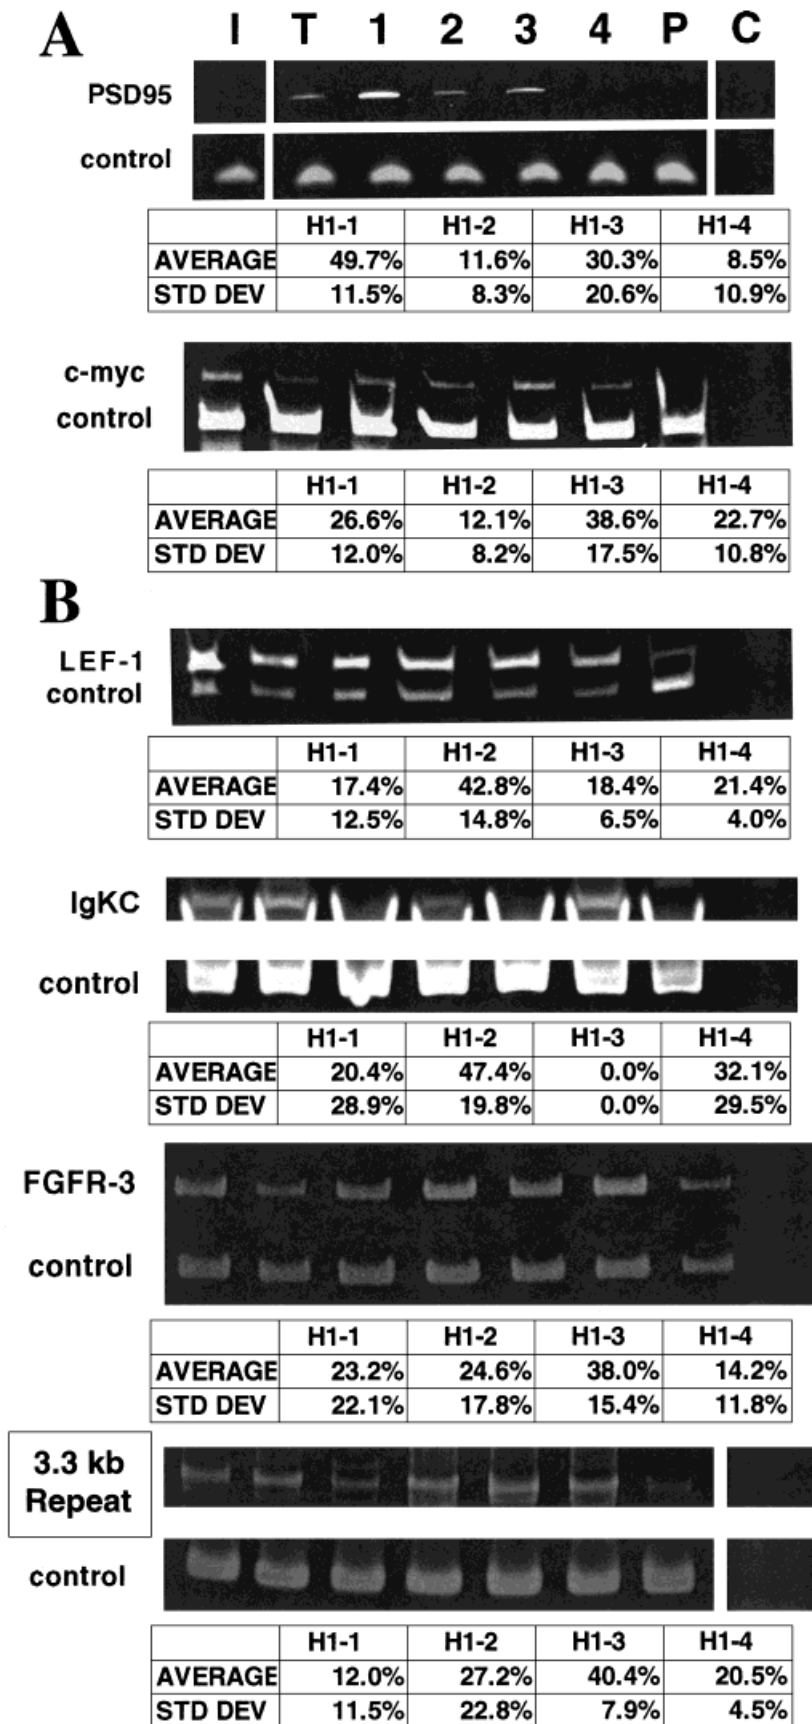 A
I T 1 2 3 4 P C
PSD95
control
H1-1 H1-2 H1-3 H1-4
AVERAGE 49.7% 11.6% 30.3% 8.5%
STD DEV 11.5% 8.3% 20.6% 10.9%
c-myc
control
H1-1 H1-2 H1-3 H1-4
AVERAGE 26.6% 12.1% 38.6% 22.7%
STD DEV 12.0% 8.2% 17.5% 10.8%
B
LEF-1
control
H1-1 H1-2 H1-3 H1-4
AVERAGE 17.4% 42.8% 18.4% 21.4%
STD DEV 12.5% 14.8% 6.5% 4.0%
IgKC
control
H1-1 H1-2 H1-3 H1-4
AVERAGE 20.4% 47.4% 0.0% 32.1%
STD DEV 28.9% 19.8% 0.0% 29.5%
FGFR-3
control
H1-1 H1-2 H1-3 H1-4
AVERAGE 23.2% 24.6% 38.0% 14.2%
STD DEV 22.1% 17.8% 15.4% 11.8%
3.3 kb
Repeat
control
H1-1 H1-2 H1-3 H1-4
AVERAGE 12.0% 27.2% 40.4% 20.5%
STD DEV 11.5% 22.8% 7.9% 4.5%